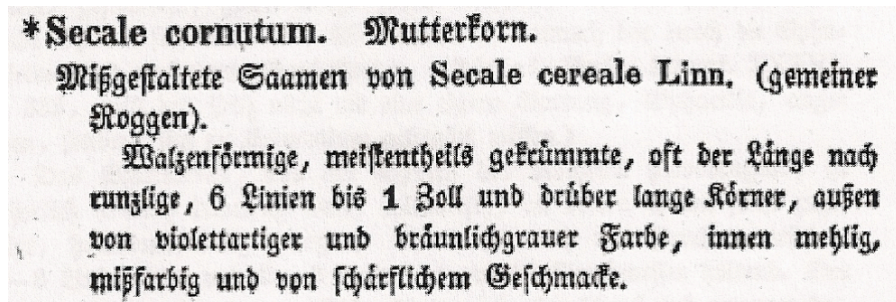 *Secale cornutum. Mutterkorn.
Mißgestaltete Saamen von Secale cereale Linn. (gemeiner
Roggen).
Walzenförmige, meistentheils gekrümmte, oft der Länge nach
runzlige, 6 Linien bis 1 Zoll und drüber lange Körner, außen
von violettartiger und bräunlichgrauer Farbe, innen mehlig,
mißfarbig und von schärflichem Geschmacke.